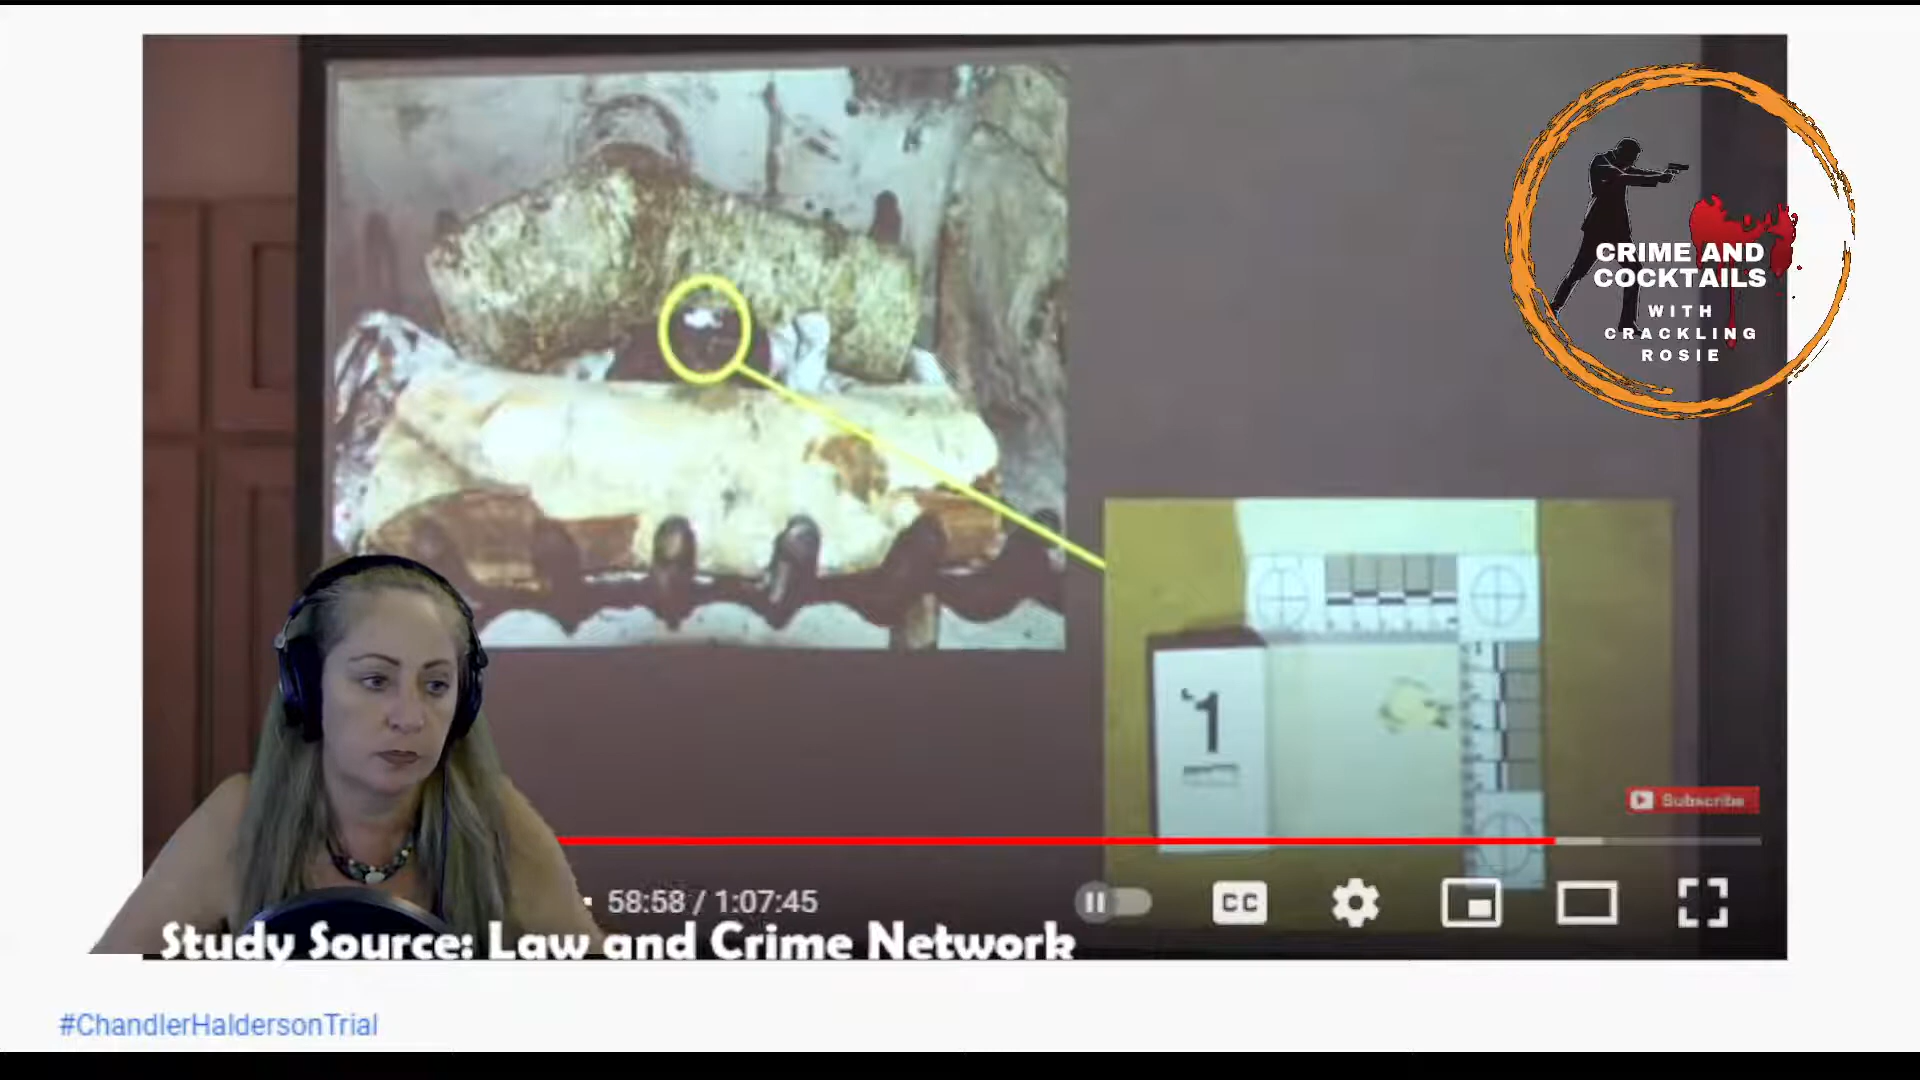 CRIME AND
COCKTAILS
WITH
CRACKLING
ROSIE
1
Subscribe
58:58 / 1:07:45
CC
Study Source: Law and Crime Network
#ChandlerHaldersonTrial